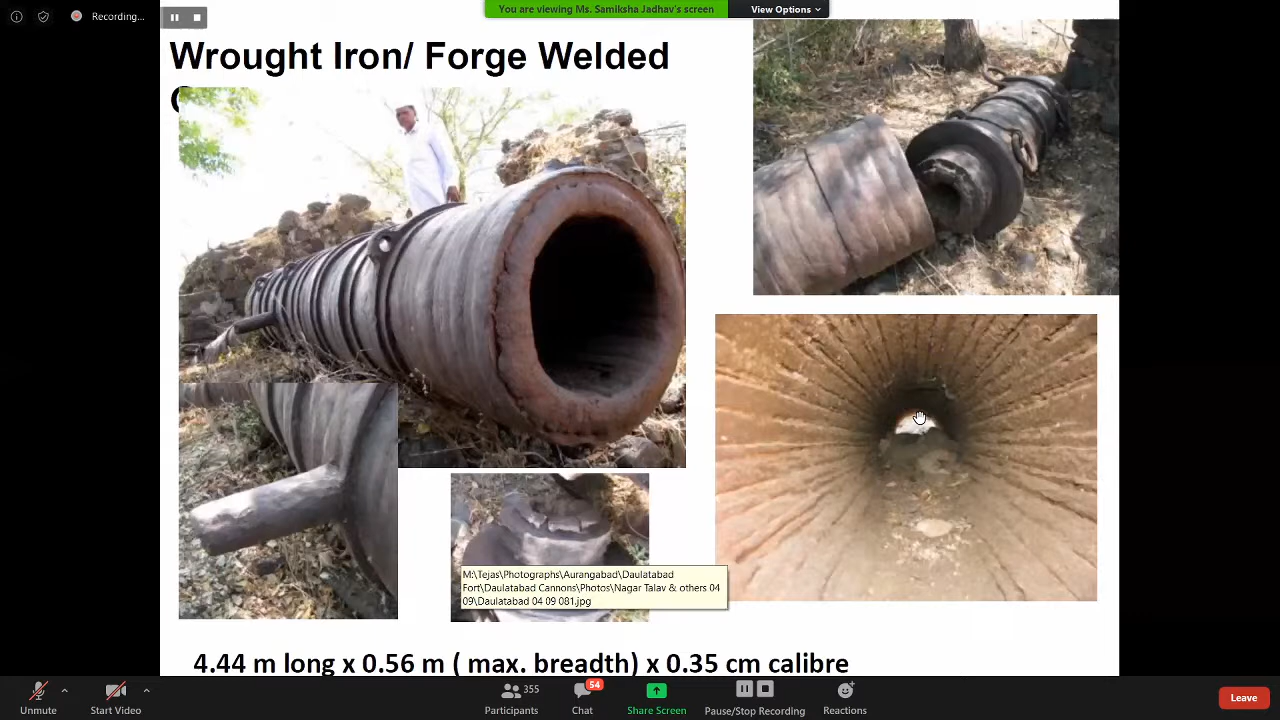 Recording...
You are viewing Ms. Samiksha Jadhav's screen
View Options
Wrought Iron/ Forge Welded
M:\Tejas\Photographs\Aurangabad\Daulatabad
Fort\Daulatabad Cannons\Photos\Nagar Talav & others 04
09\Daulatabad 04 09 081.jpg
4.44 m long x 0.56 m ( max. breadth) x 0.35 cm calibre
Unmute
Start Video
355
Participants
54
Chat
Share Screen
Pause/Stop Recording
Reactions
Leave